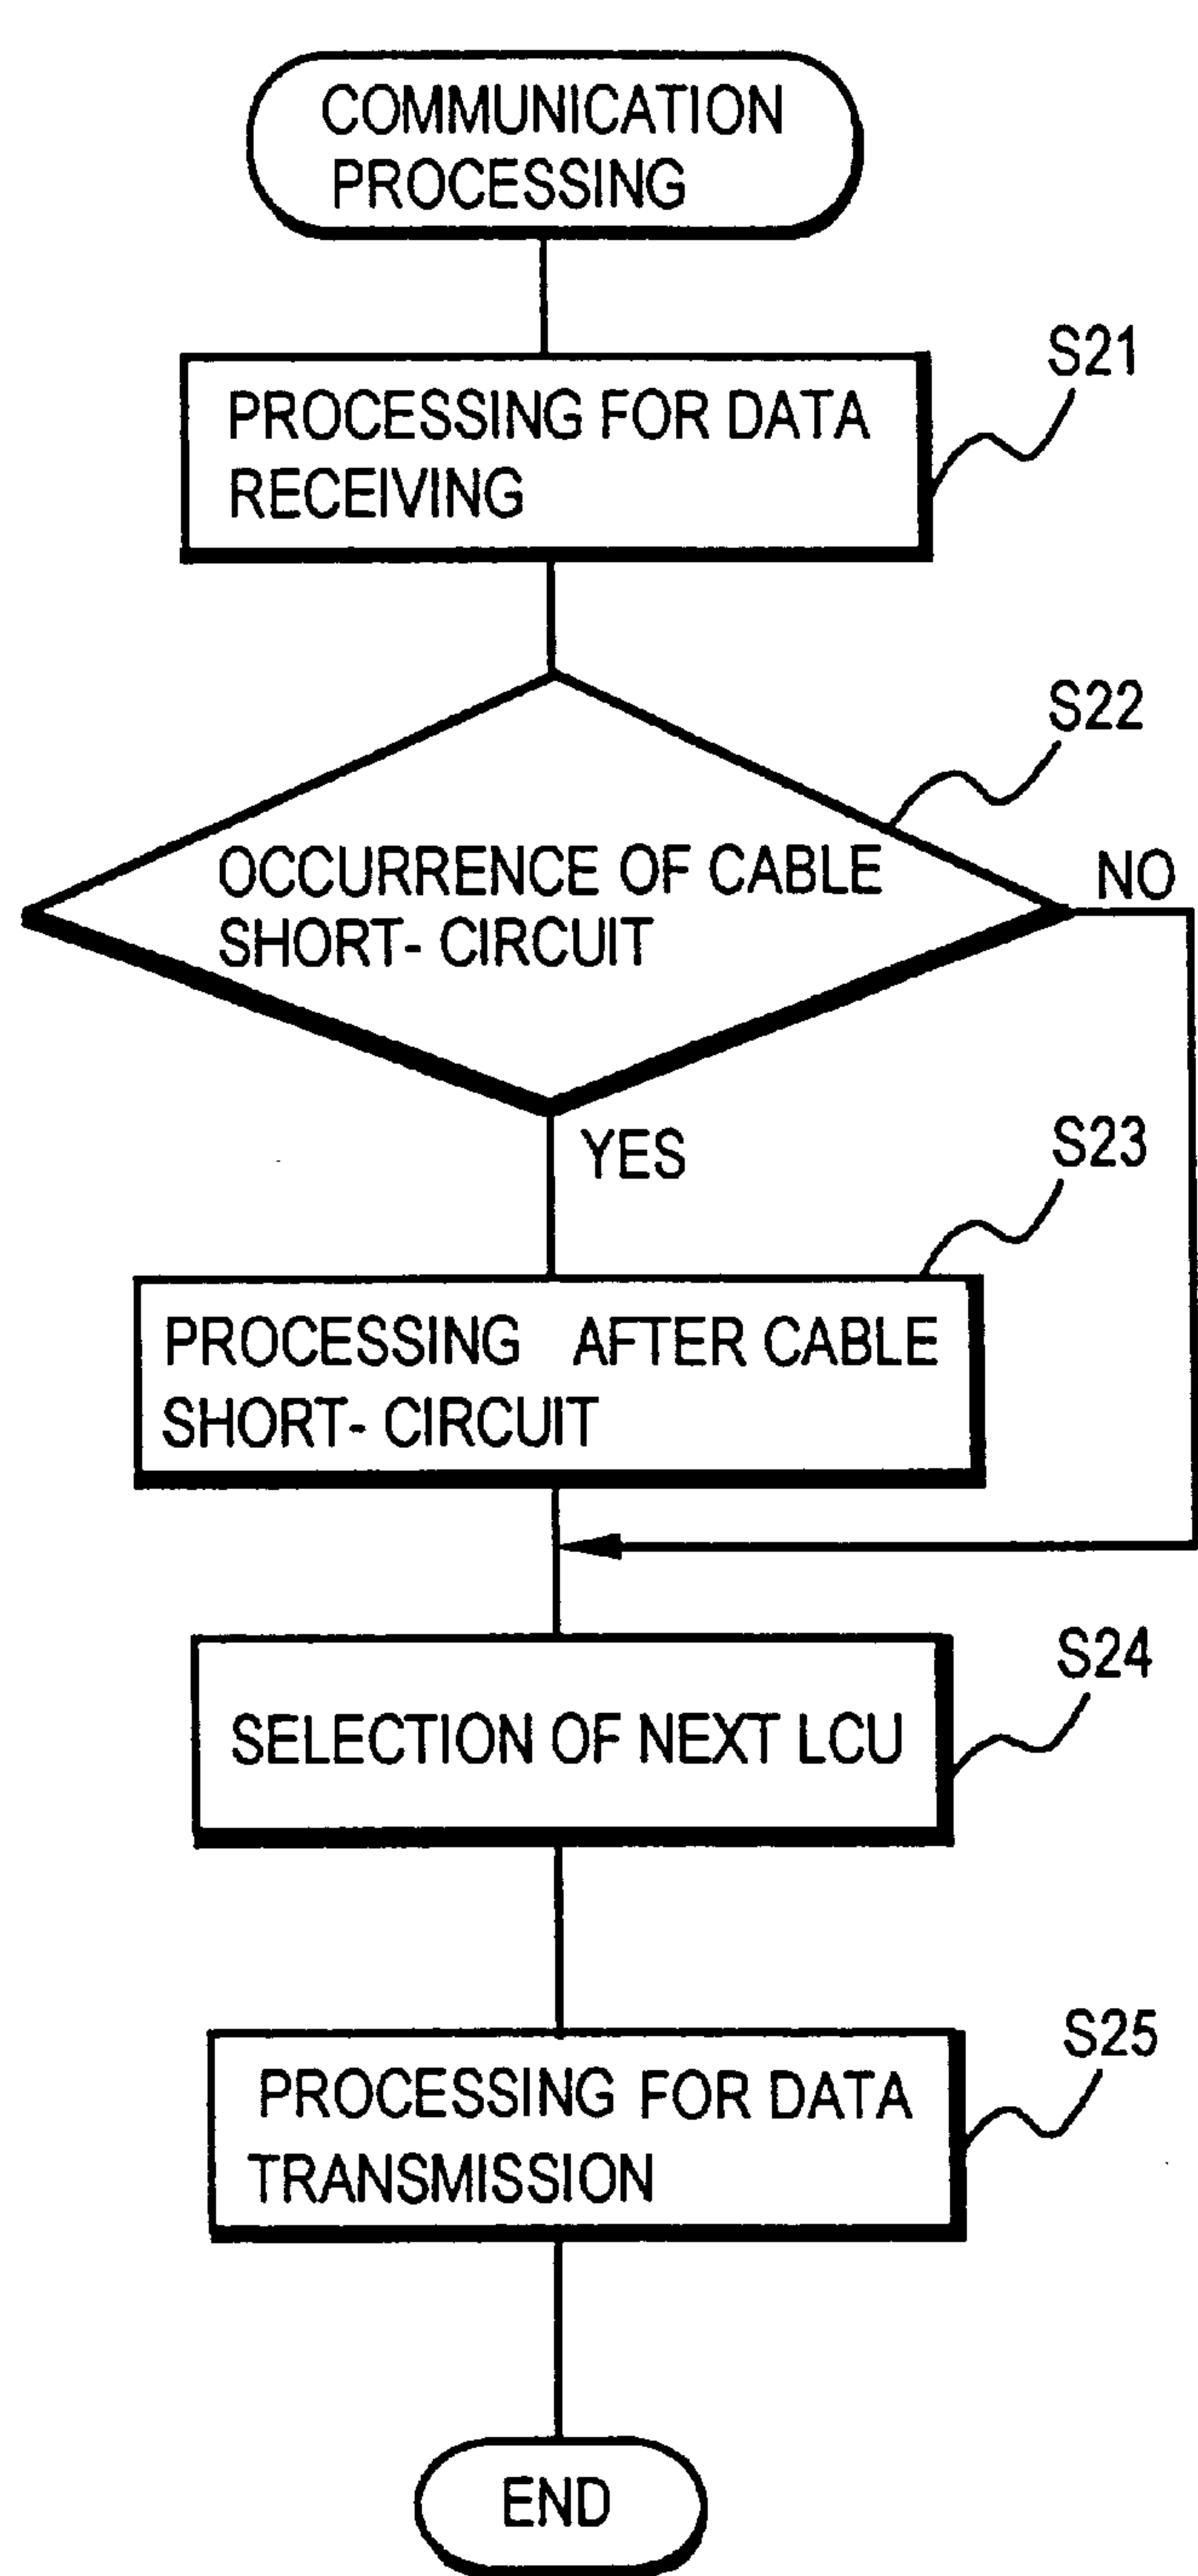 COMMUNICATION
PROCESSING
S21
PROCESSING FOR DATA
RECEIVING
S22
OCCURRENCE OF CABLE
SHORT- CIRCUIT
NO
YES
S23
PROCESSING AFTER CABLE
SHORT- CIRCUIT
S24
SELECTION OF NEXT LCU
S25
PROCESSING FOR DATA
TRANSMISSION
END